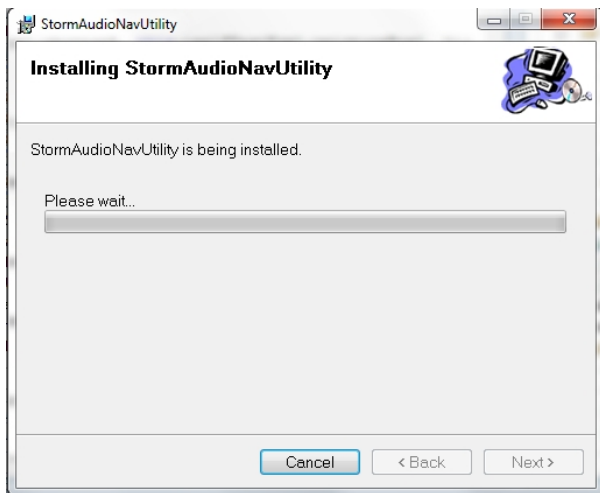 StormAudioNavUtility
Installing StormAudioNavUtility
StormAudioNavUtility is being installed.
Please wait...
Cancel
< Back
Next >